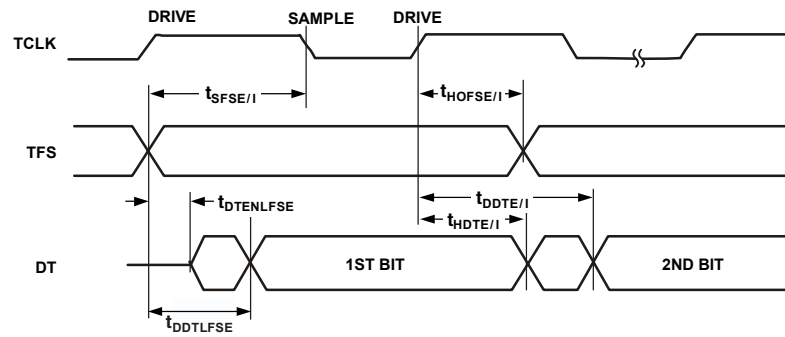 DRIVE SAMPLE DRIVE
TCLK
tSFSE/I tHOFSE/I
TFS
tDTENLFSE tDDTE/I
tHDTE/I
DT 1ST BIT 2ND BIT
tDDTLFSE